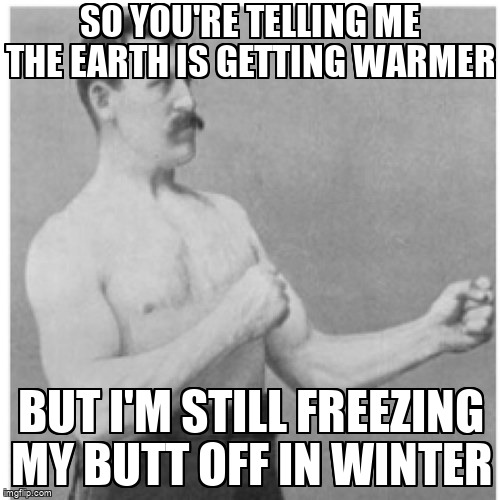 SO YOU'RE TELLING ME
THE EARTH IS GETTING WARMER
BUT I'M STILL FREEZING
MY BUTT OFF IN WINTER
imgflip.com